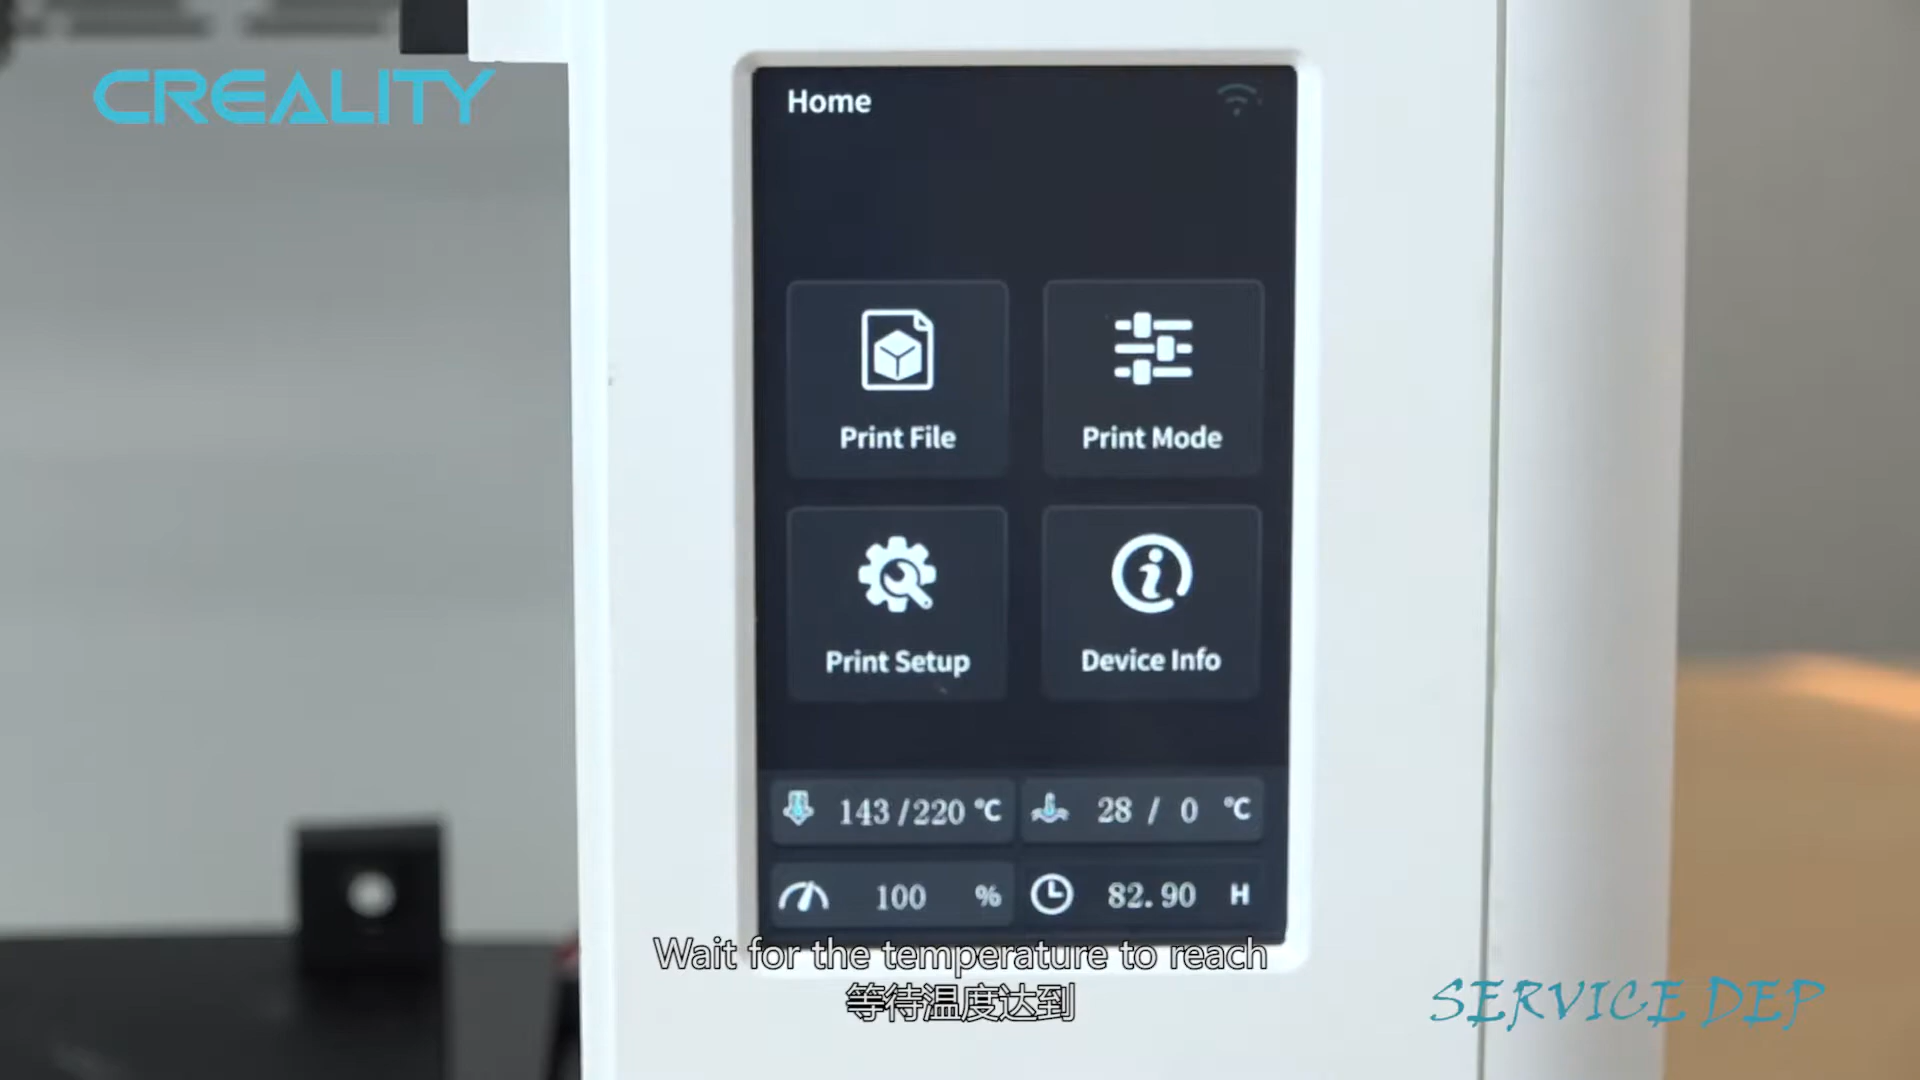 CREALITY
Home
Print File
Print Mode
Print Setup
Device Info
143/220 ℃
28 / 0 ℃
100 %
82.90 H
Wait for the temperature to reach
等待温度达到
SERVICE DEP